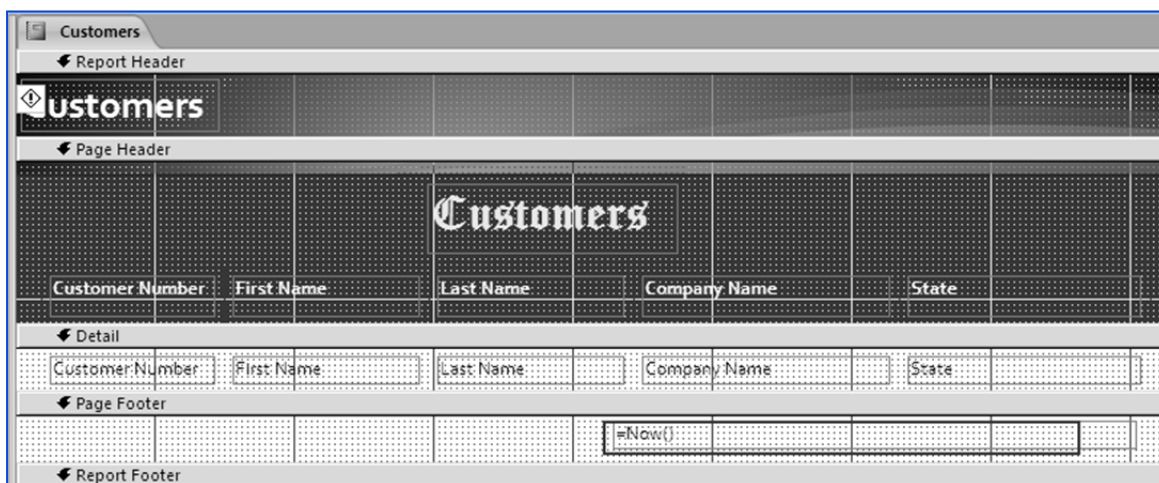 Customers
Report Header
Customers
Page Header
Customers
Customer Number First Name Last Name Company Name State
Detail
Customer Number First Name Last Name Company Name State
Page Footer
=Now()
Report Footer